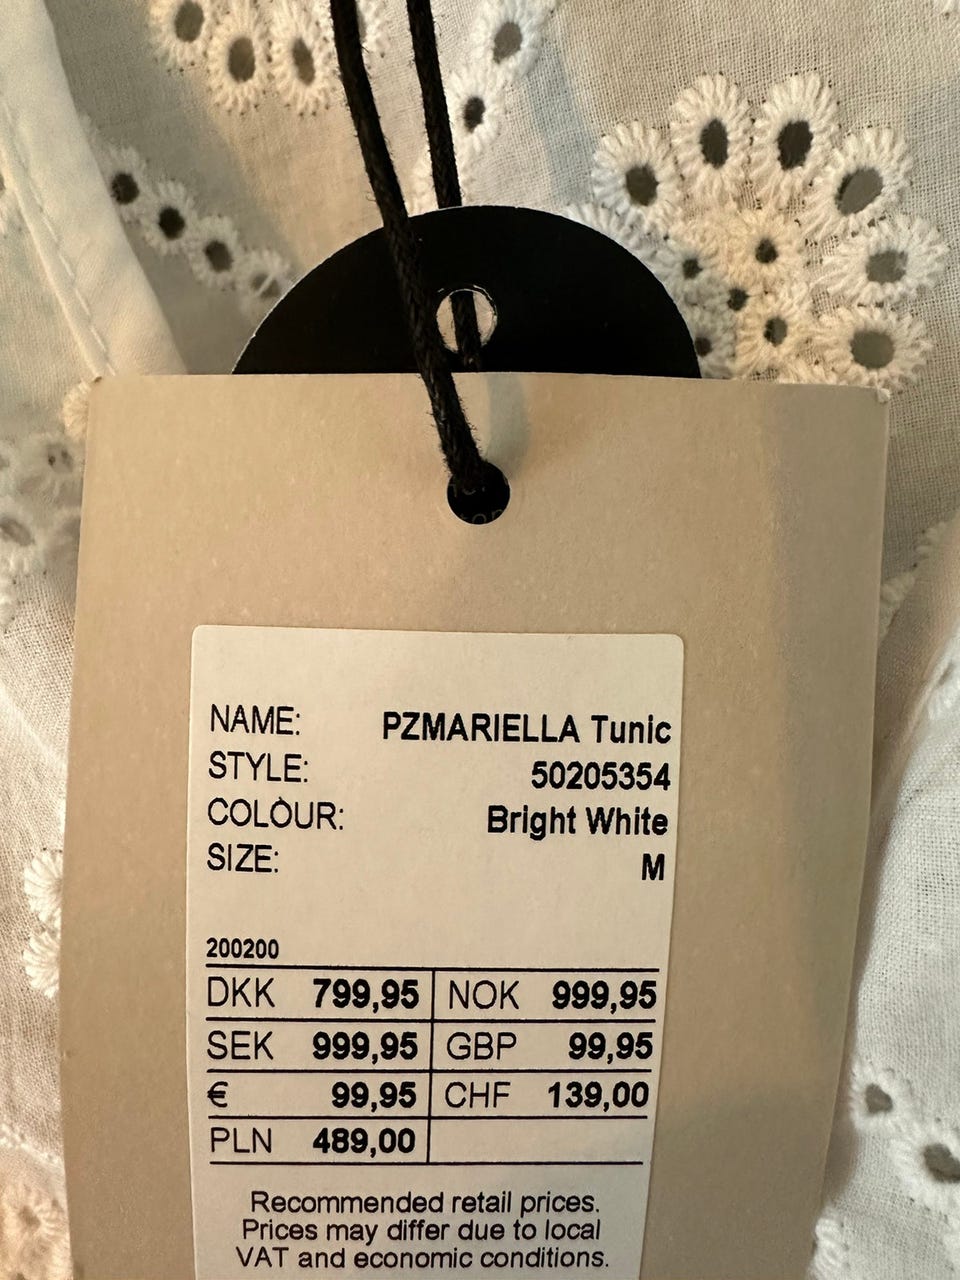 NAME: PZMARIELLA Tunic
STYLE: 50205354
COLOUR: Bright White
SIZE: M
200200
DKK 799,95 NOK 999,95
SEK 999,95 GBP 99,95
€ 99,95 CHF 139,00
PLN 489,00
Recommended retail prices.
Prices may differ due to local
VAT and economic conditions.